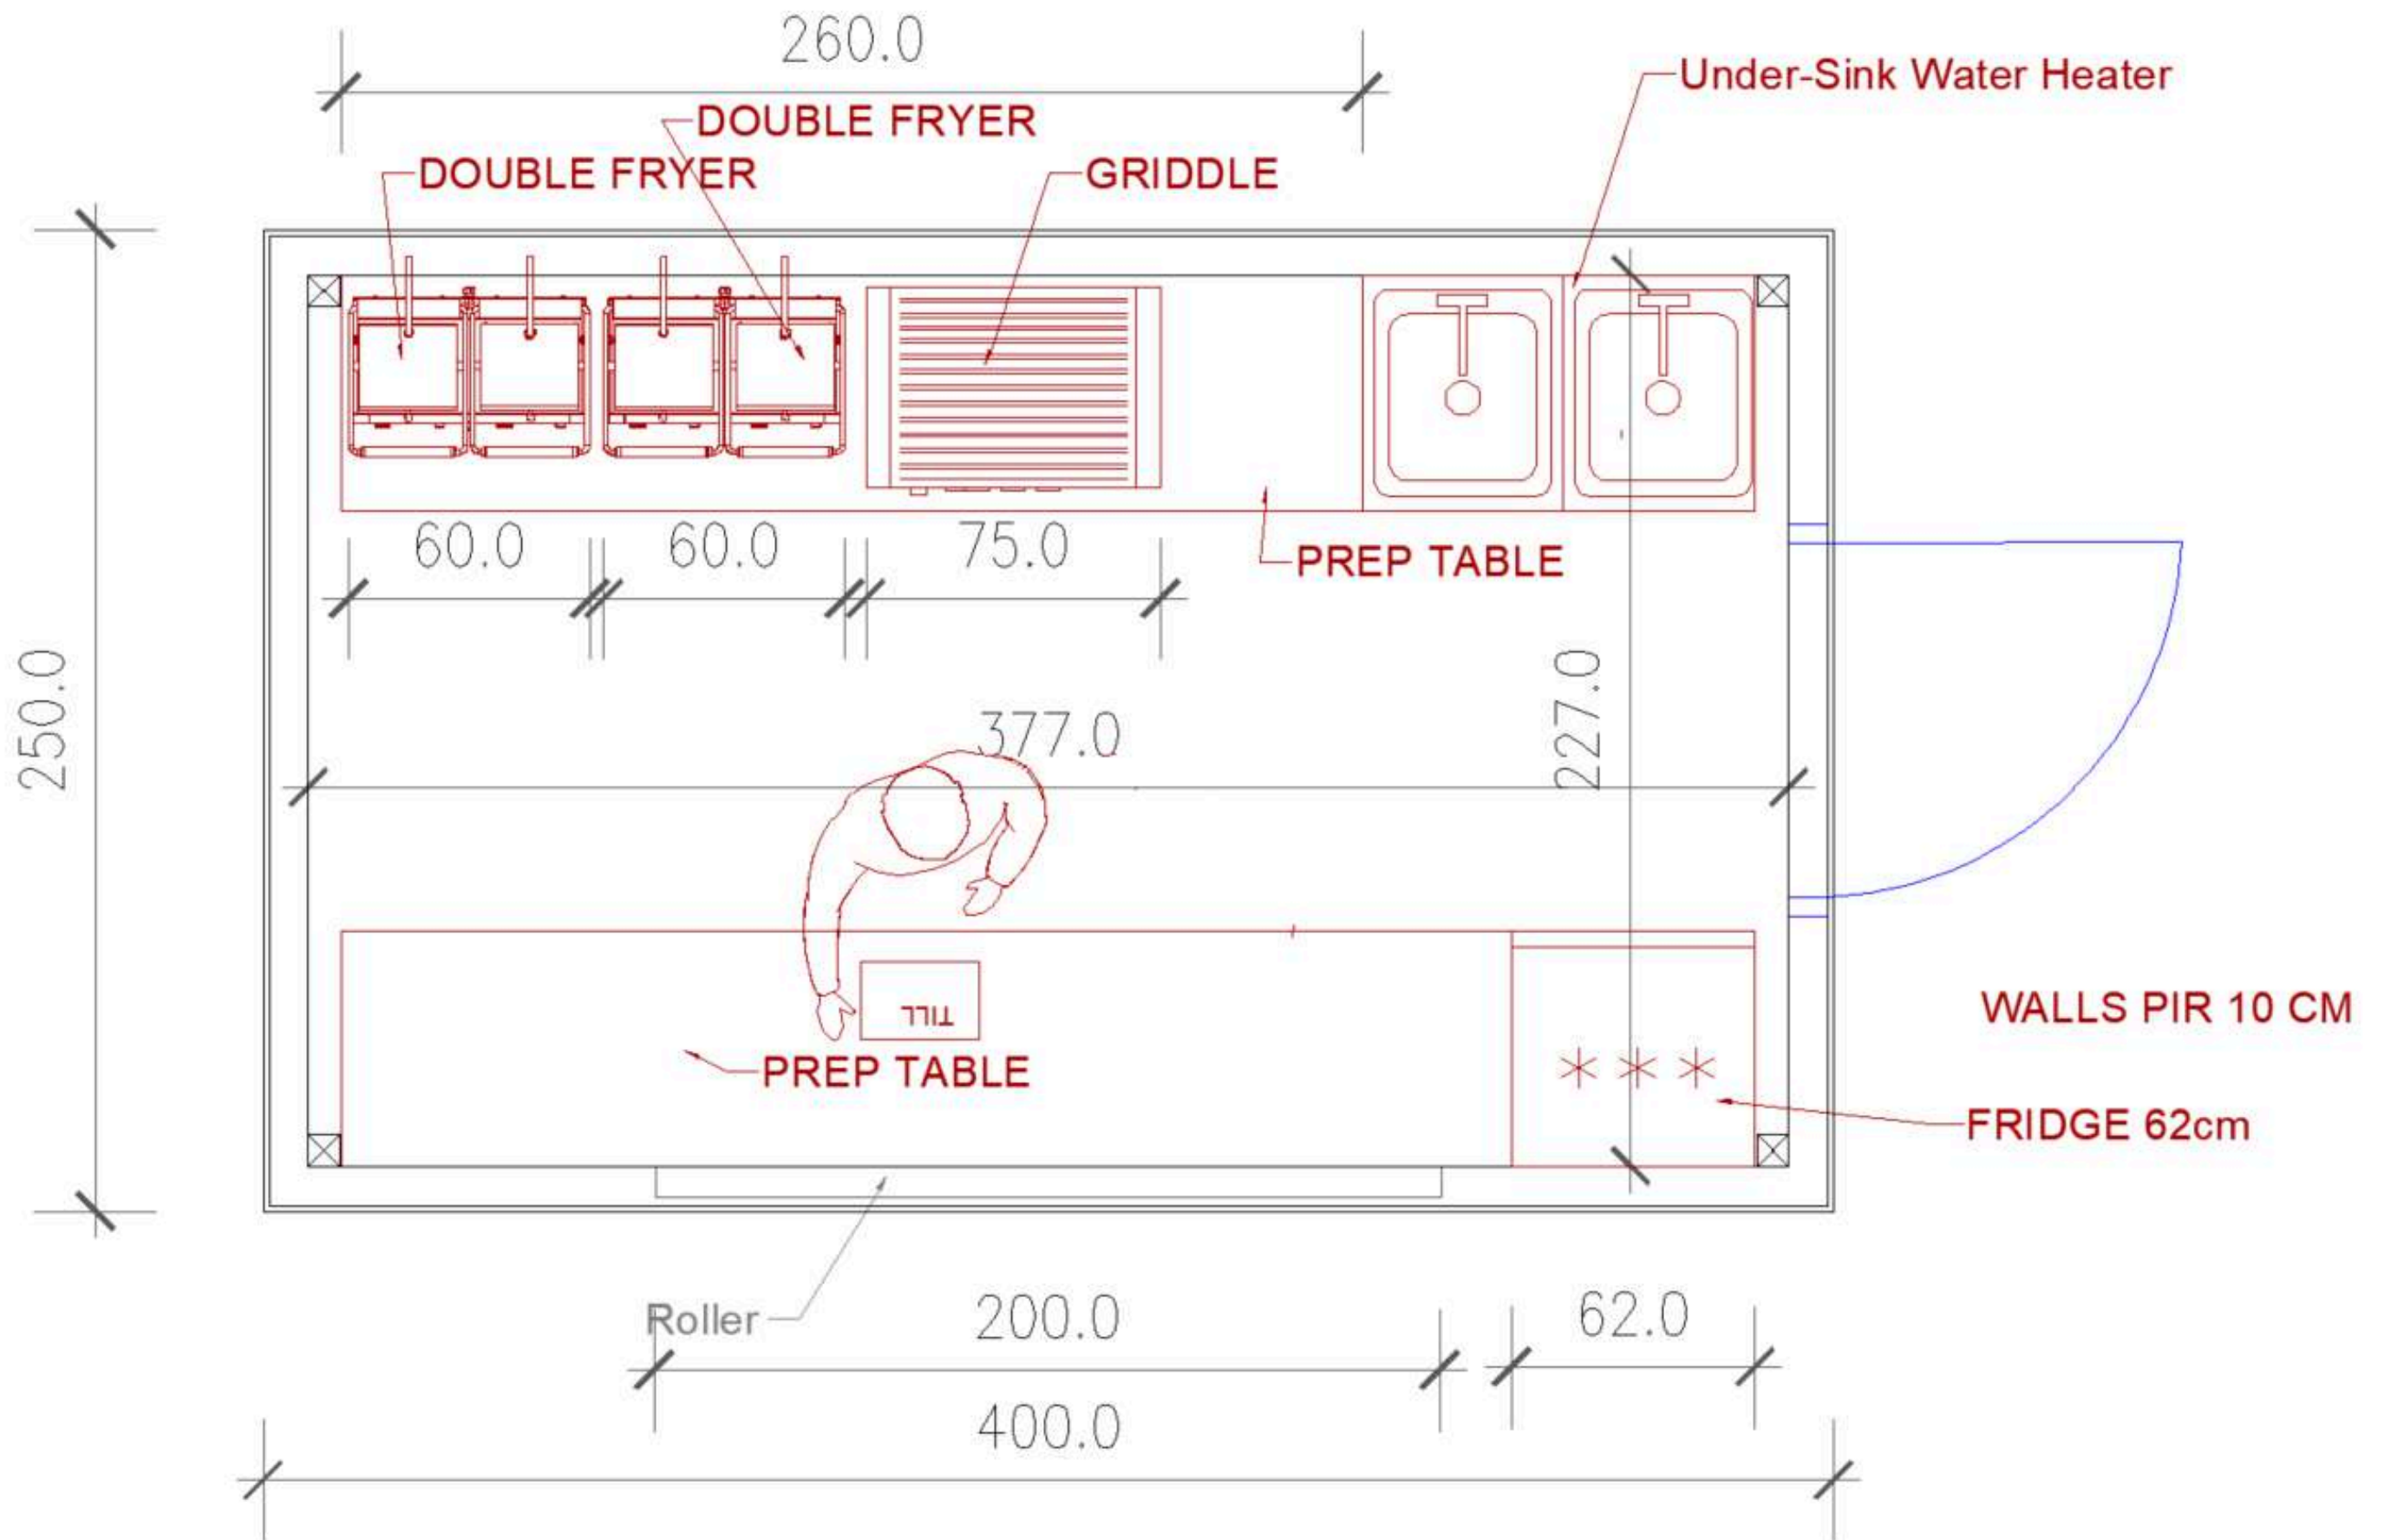 260.0
Under-Sink Water Heater
DOUBLE FRYER
DOUBLE FRYER
GRIDDLE
60.0
60.0
75.0
PREP TABLE
250.0
377.0
227.0
TILL
PREP TABLE
WALLS PIR 10 CM
FRIDGE 62cm
Roller
200.0
62.0
400.0